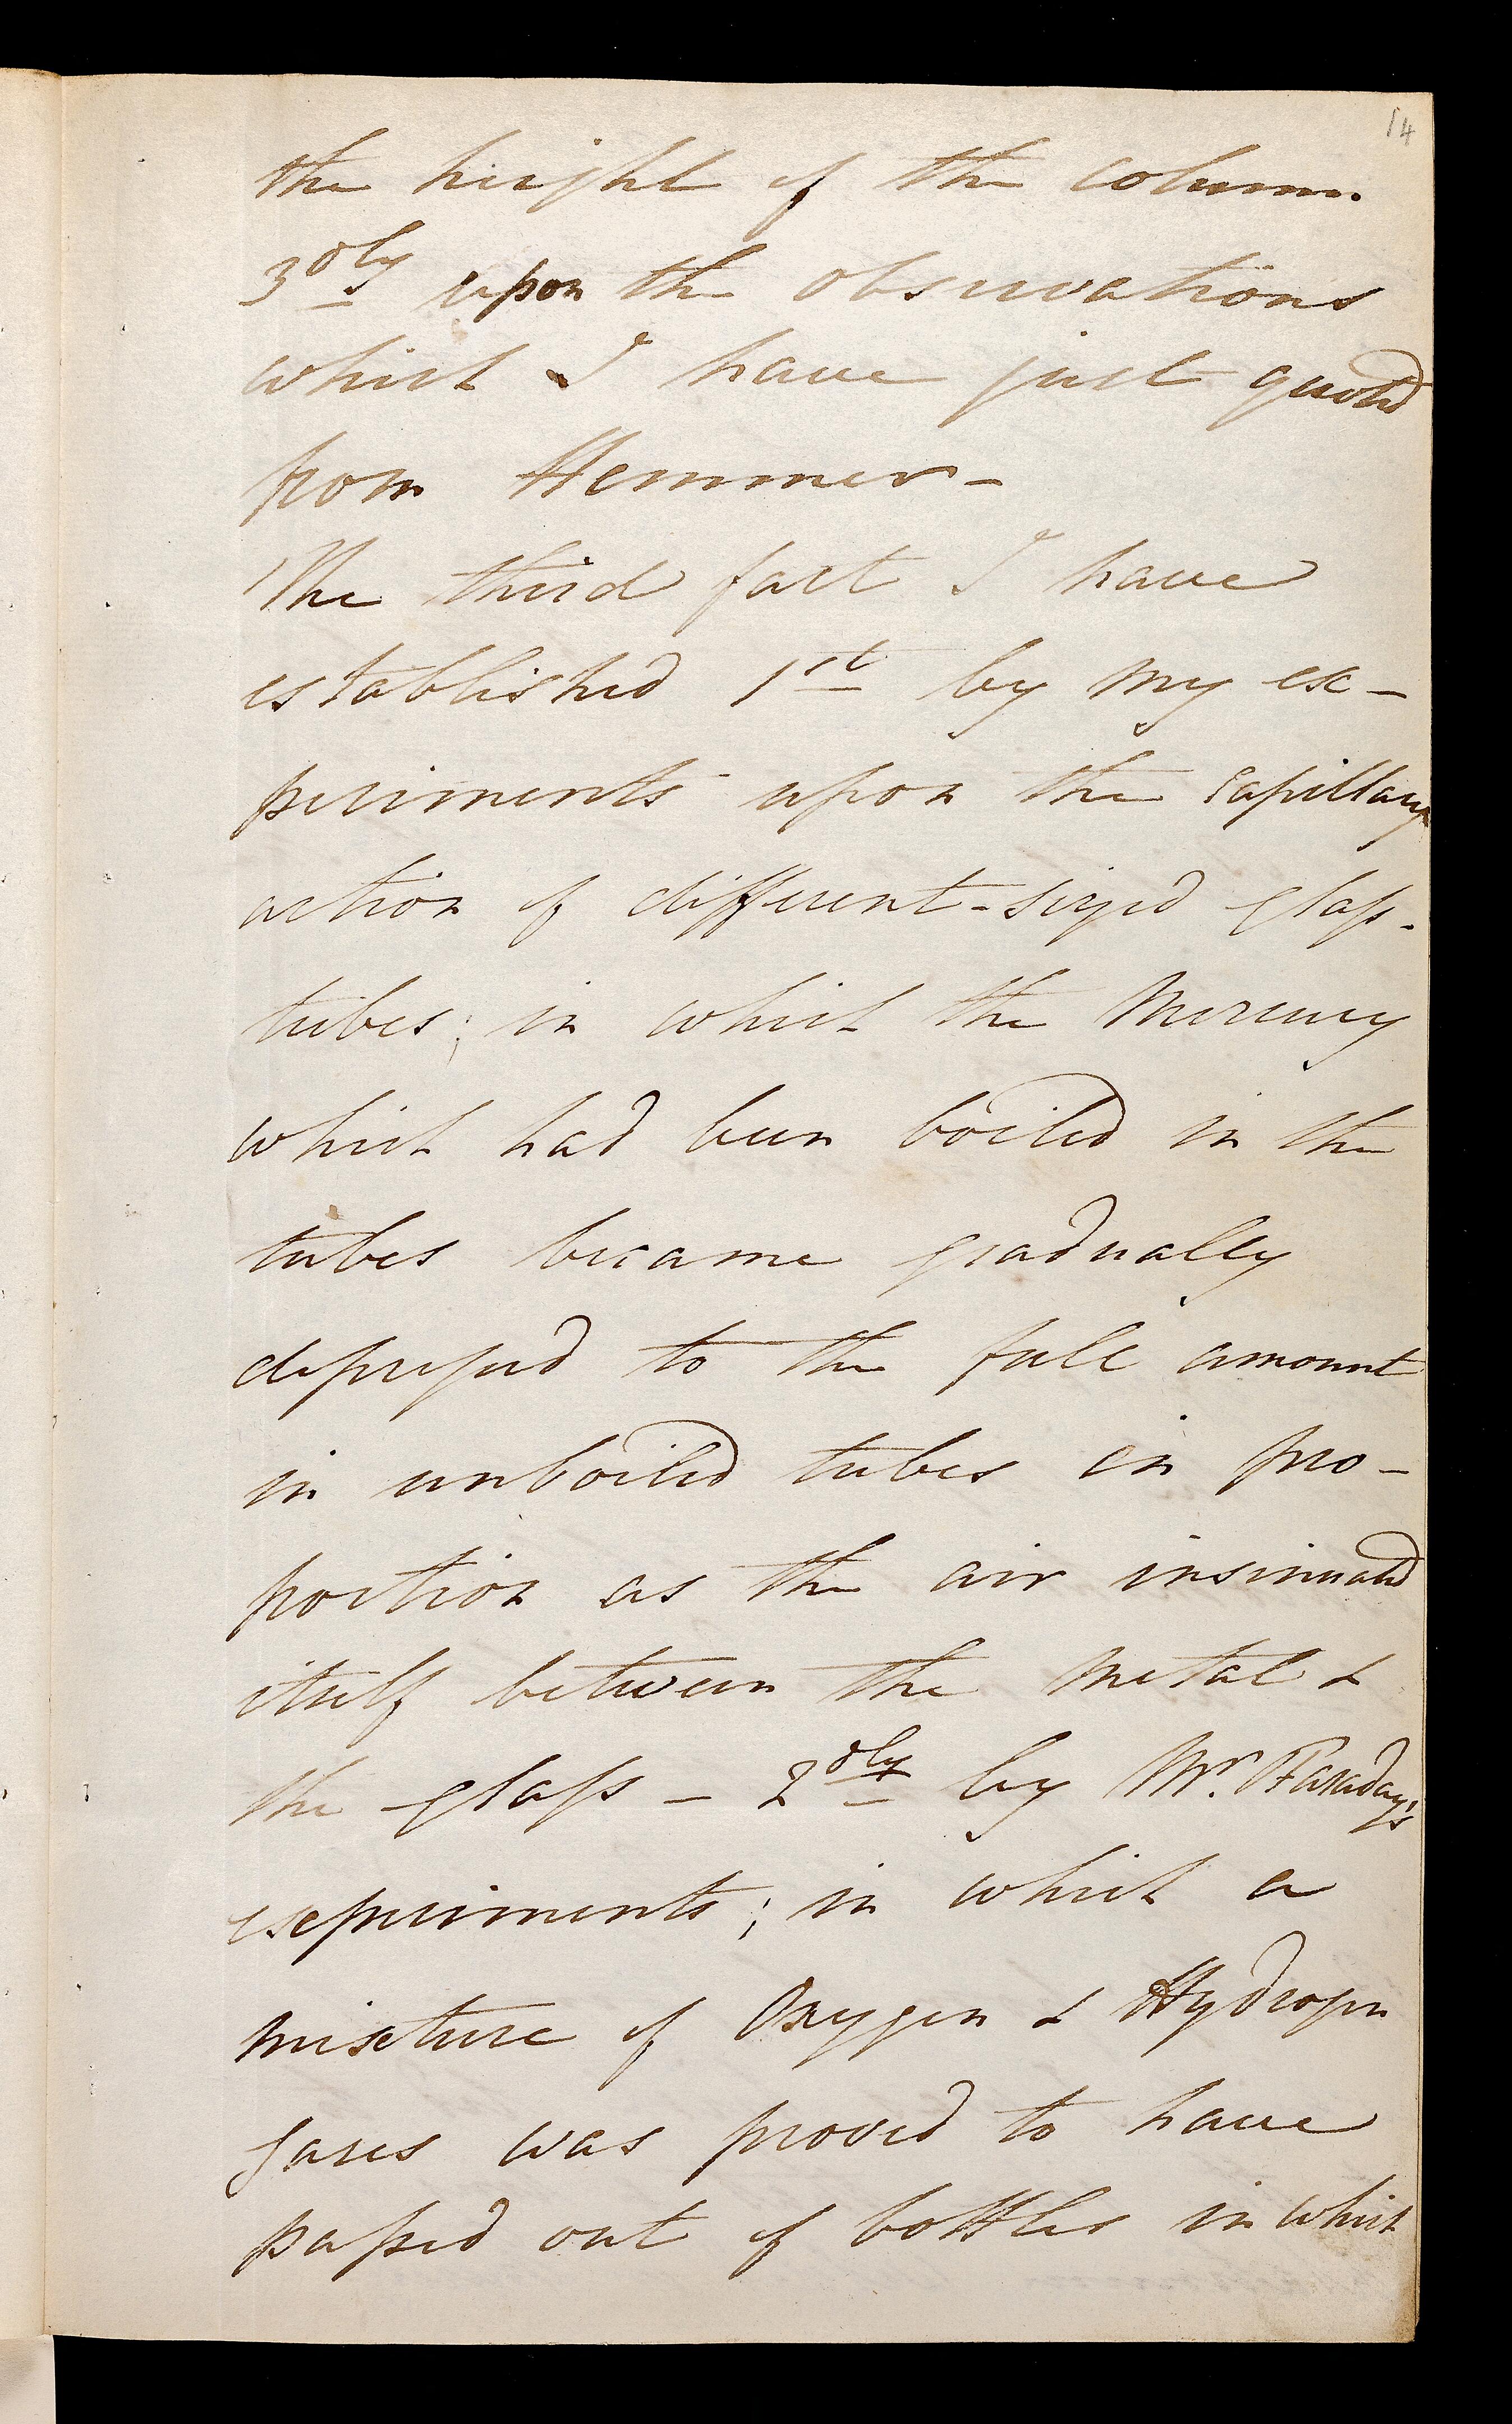 14
the height of the column.
3dly upon the observations
which I have just quoted
from Hemmer –
The third fact I have
established 1st by my ex-
periments upon the capillary
action of different-sized glass-
tubes; in which the Mercury
which had been boiled in the
tubes became gradually
depressed to the full amount
in unboiled tubes in pro-
portion as the air insinuated
itself between the metal &
the glass – 2dly by Mr. Faraday's
experiments; in which a
mixture of Oxygen & Hydrogen
gases was proved to have
passed out of bottles in which